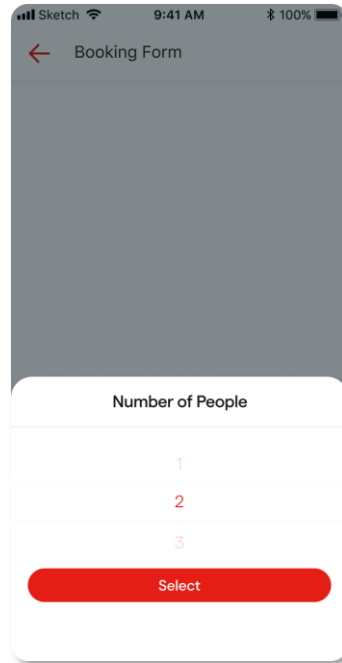 Sketch 9:41 AM 100%
Booking Form
Number of People
1
2
3
Select